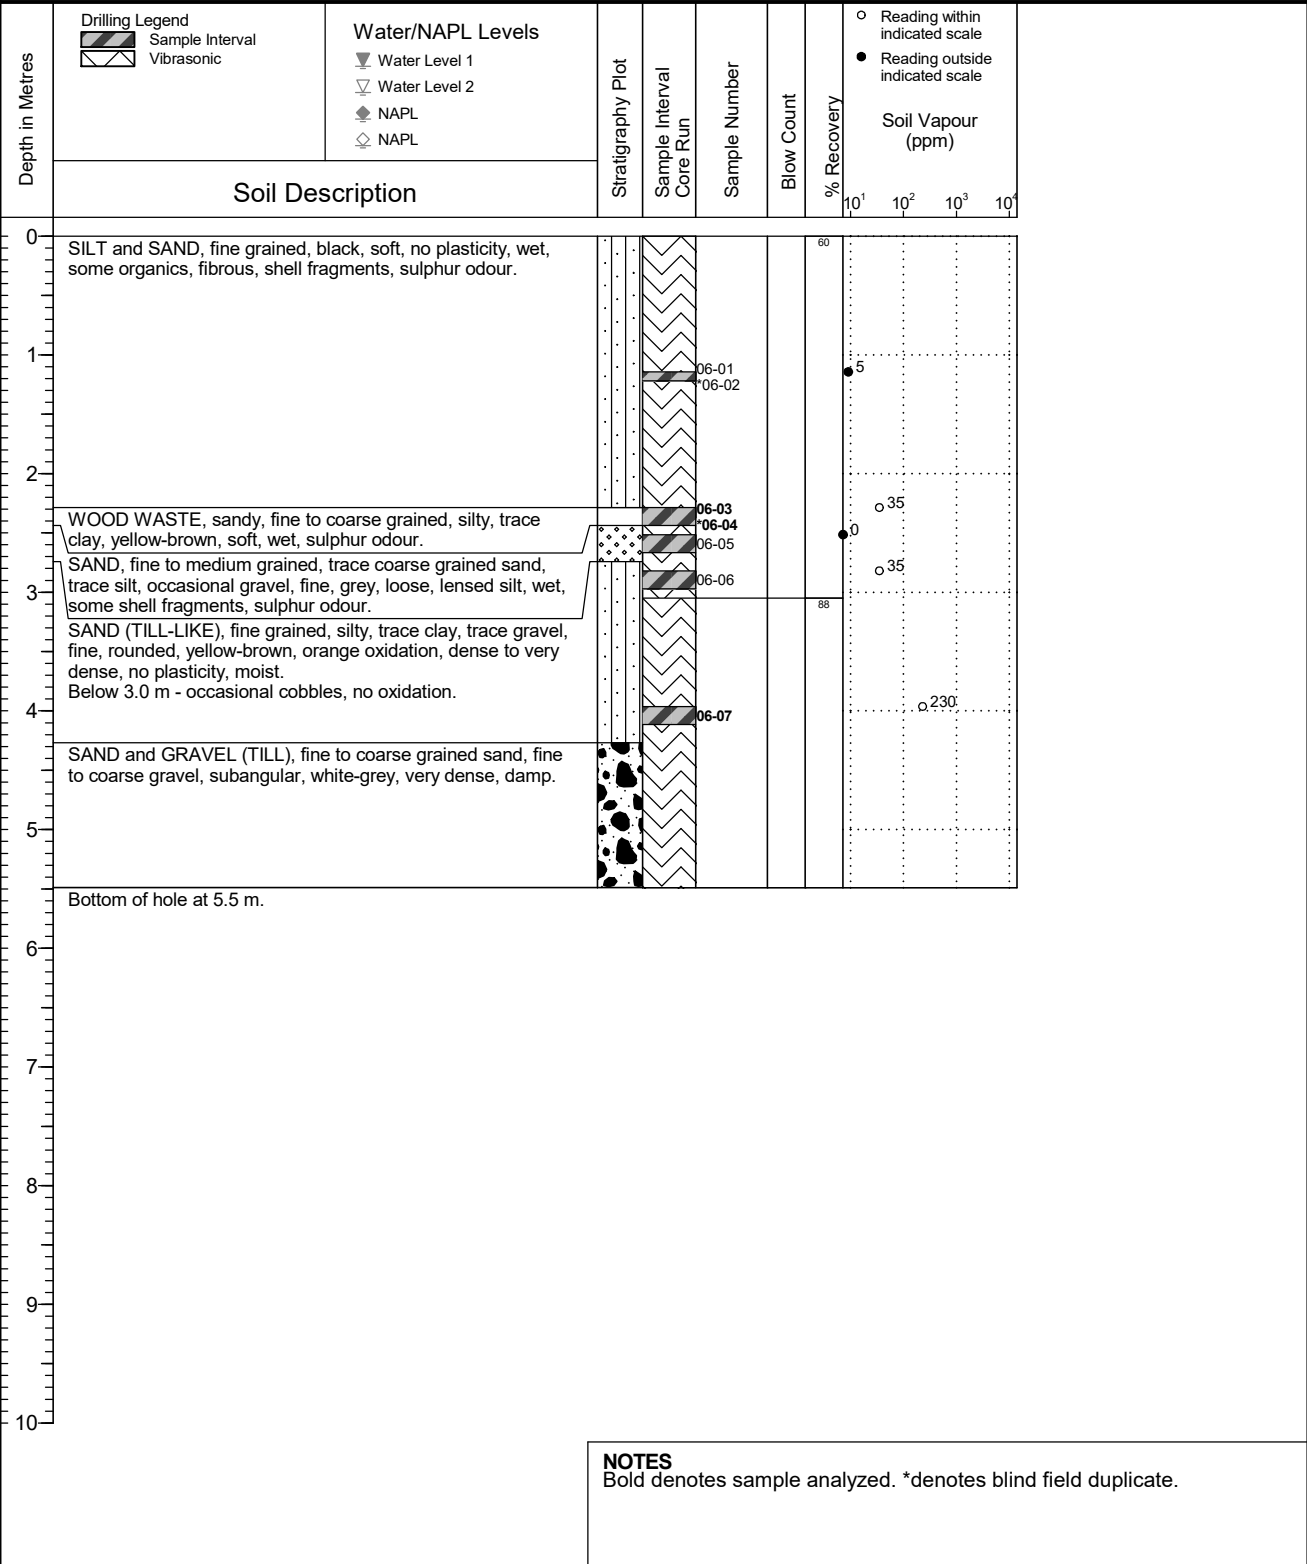 Drilling Legend
Sample Interval
Vibrasonic
Water/NAPL Levels
Water Level 1
Water Level 2
NAPL
NAPL
Depth in Metres
Soil Description
Stratigraphy Plot
Sample Interval
Core Run
Sample Number
Blow Count
% Recovery
Reading within
indicated scale
Reading outside
indicated scale
Soil Vapour
(ppm)
10¹ 10² 10³ 10⁴
0
SILT and SAND, fine grained, black, soft, no plasticity, wet,
some organics, fibrous, shell fragments, sulphur odour.
60
1
06-01
*06-02
5
2
06-03
*06-04
35
WOOD WASTE, sandy, fine to coarse grained, silty, trace
clay, yellow-brown, soft, wet, sulphur odour.
06-05
0
SAND, fine to medium grained, trace coarse grained sand,
trace silt, occasional gravel, fine, grey, loose, lensed silt, wet,
some shell fragments, sulphur odour.
06-06
35
3
88
SAND (TILL-LIKE), fine grained, silty, trace clay, trace gravel,
fine, rounded, yellow-brown, orange oxidation, dense to very
dense, no plasticity, moist.
Below 3.0 m - occasional cobbles, no oxidation.
4
06-07
230
SAND and GRAVEL (TILL), fine to coarse grained sand, fine
to coarse gravel, subangular, white-grey, very dense, damp.
5
Bottom of hole at 5.5 m.
6
7
8
9
10
NOTES
Bold denotes sample analyzed. *denotes blind field duplicate.